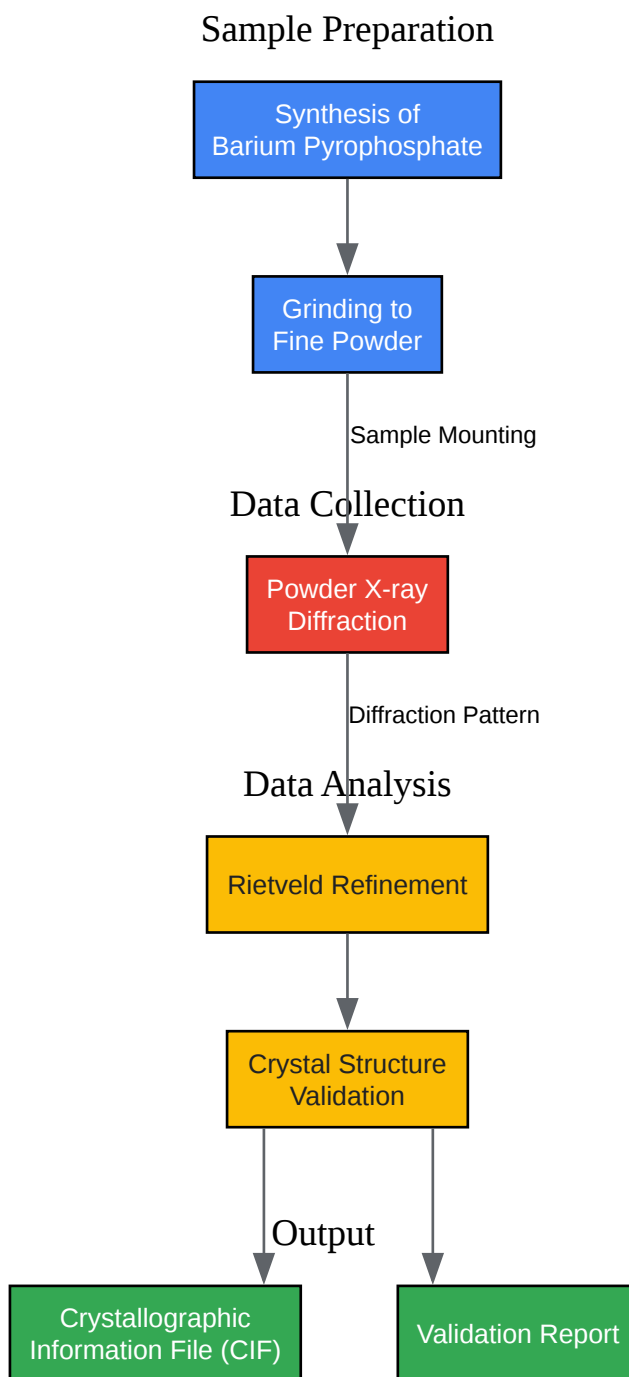 Sample Preparation
Synthesis of
Barium Pyrophosphate
Grinding to
Fine Powder
Sample Mounting
Data Collection
Powder X-ray
Diffraction
Diffraction Pattern
Data Analysis
Rietveld Refinement
Crystal Structure
Validation
Output
Crystallographic
Information File (CIF)
Validation Report